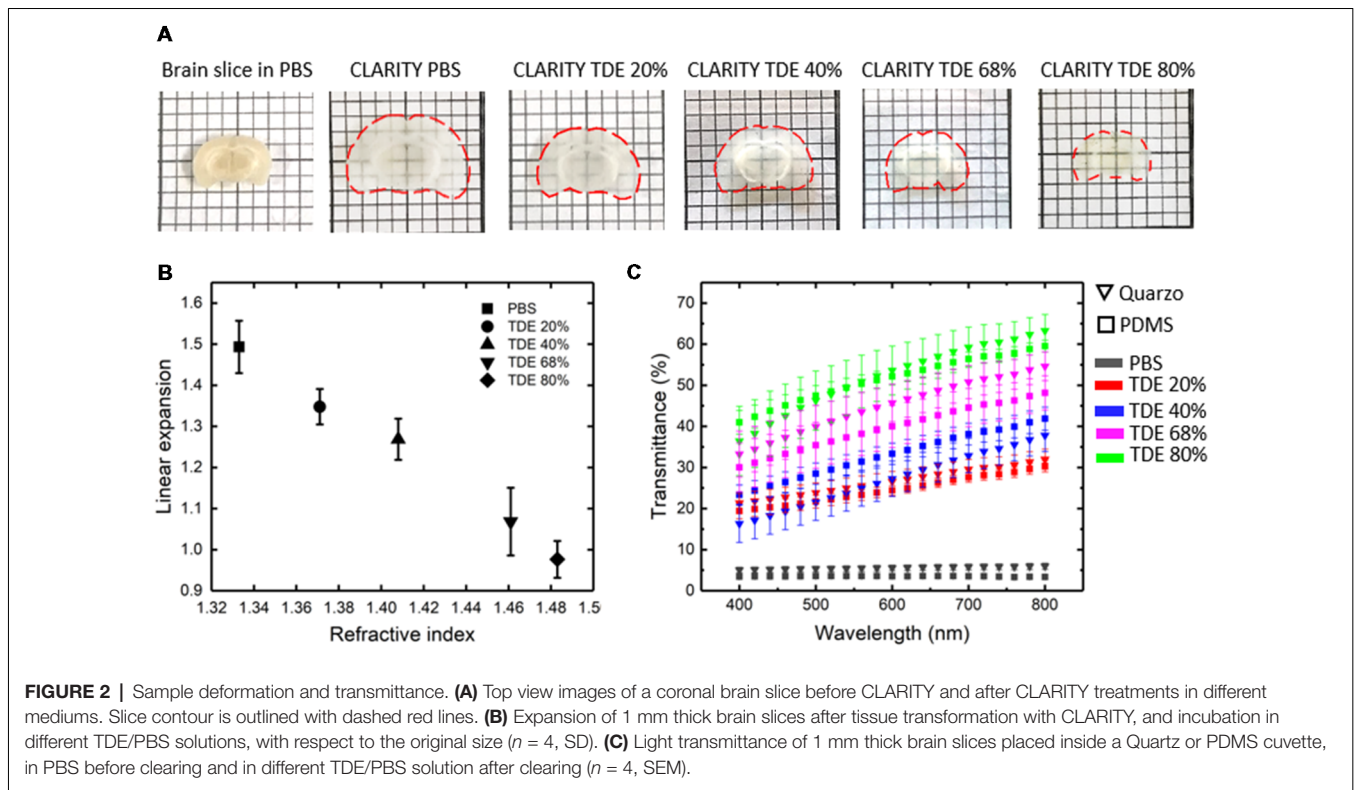 A
Brain slice in PBS
CLARITY PBS
CLARITY TDE 20%
CLARITY TDE 40%
CLARITY TDE 68%
CLARITY TDE 80%
B
Linear expansion
1.6
1.5
1.4
1.3
1.2
1.1
1.0
0.9
1.32
1.34
1.36
1.38
1.40
1.42
1.44
1.46
1.48
1.5
Refractive index
PBS
TDE 20%
TDE 40%
TDE 68%
TDE 80%
C
Transmittance (%)
70
60
50
40
30
20
10
0
400
500
600
700
800
Wavelength (nm)
Quarzo
PDMS
PBS
TDE 20%
TDE 40%
TDE 68%
TDE 80%
FIGURE 2 | Sample deformation and transmittance. (A) Top view images of a coronal brain slice before CLARITY and after CLARITY treatments in different
mediums. Slice contour is outlined with dashed red lines. (B) Expansion of 1 mm thick brain slices after tissue transformation with CLARITY, and incubation in
different TDE/PBS solutions, with respect to the original size (n = 4, SD). (C) Light transmittance of 1 mm thick brain slices placed inside a Quartz or PDMS cuvette,
in PBS before clearing and in different TDE/PBS solution after clearing (n = 4, SEM).